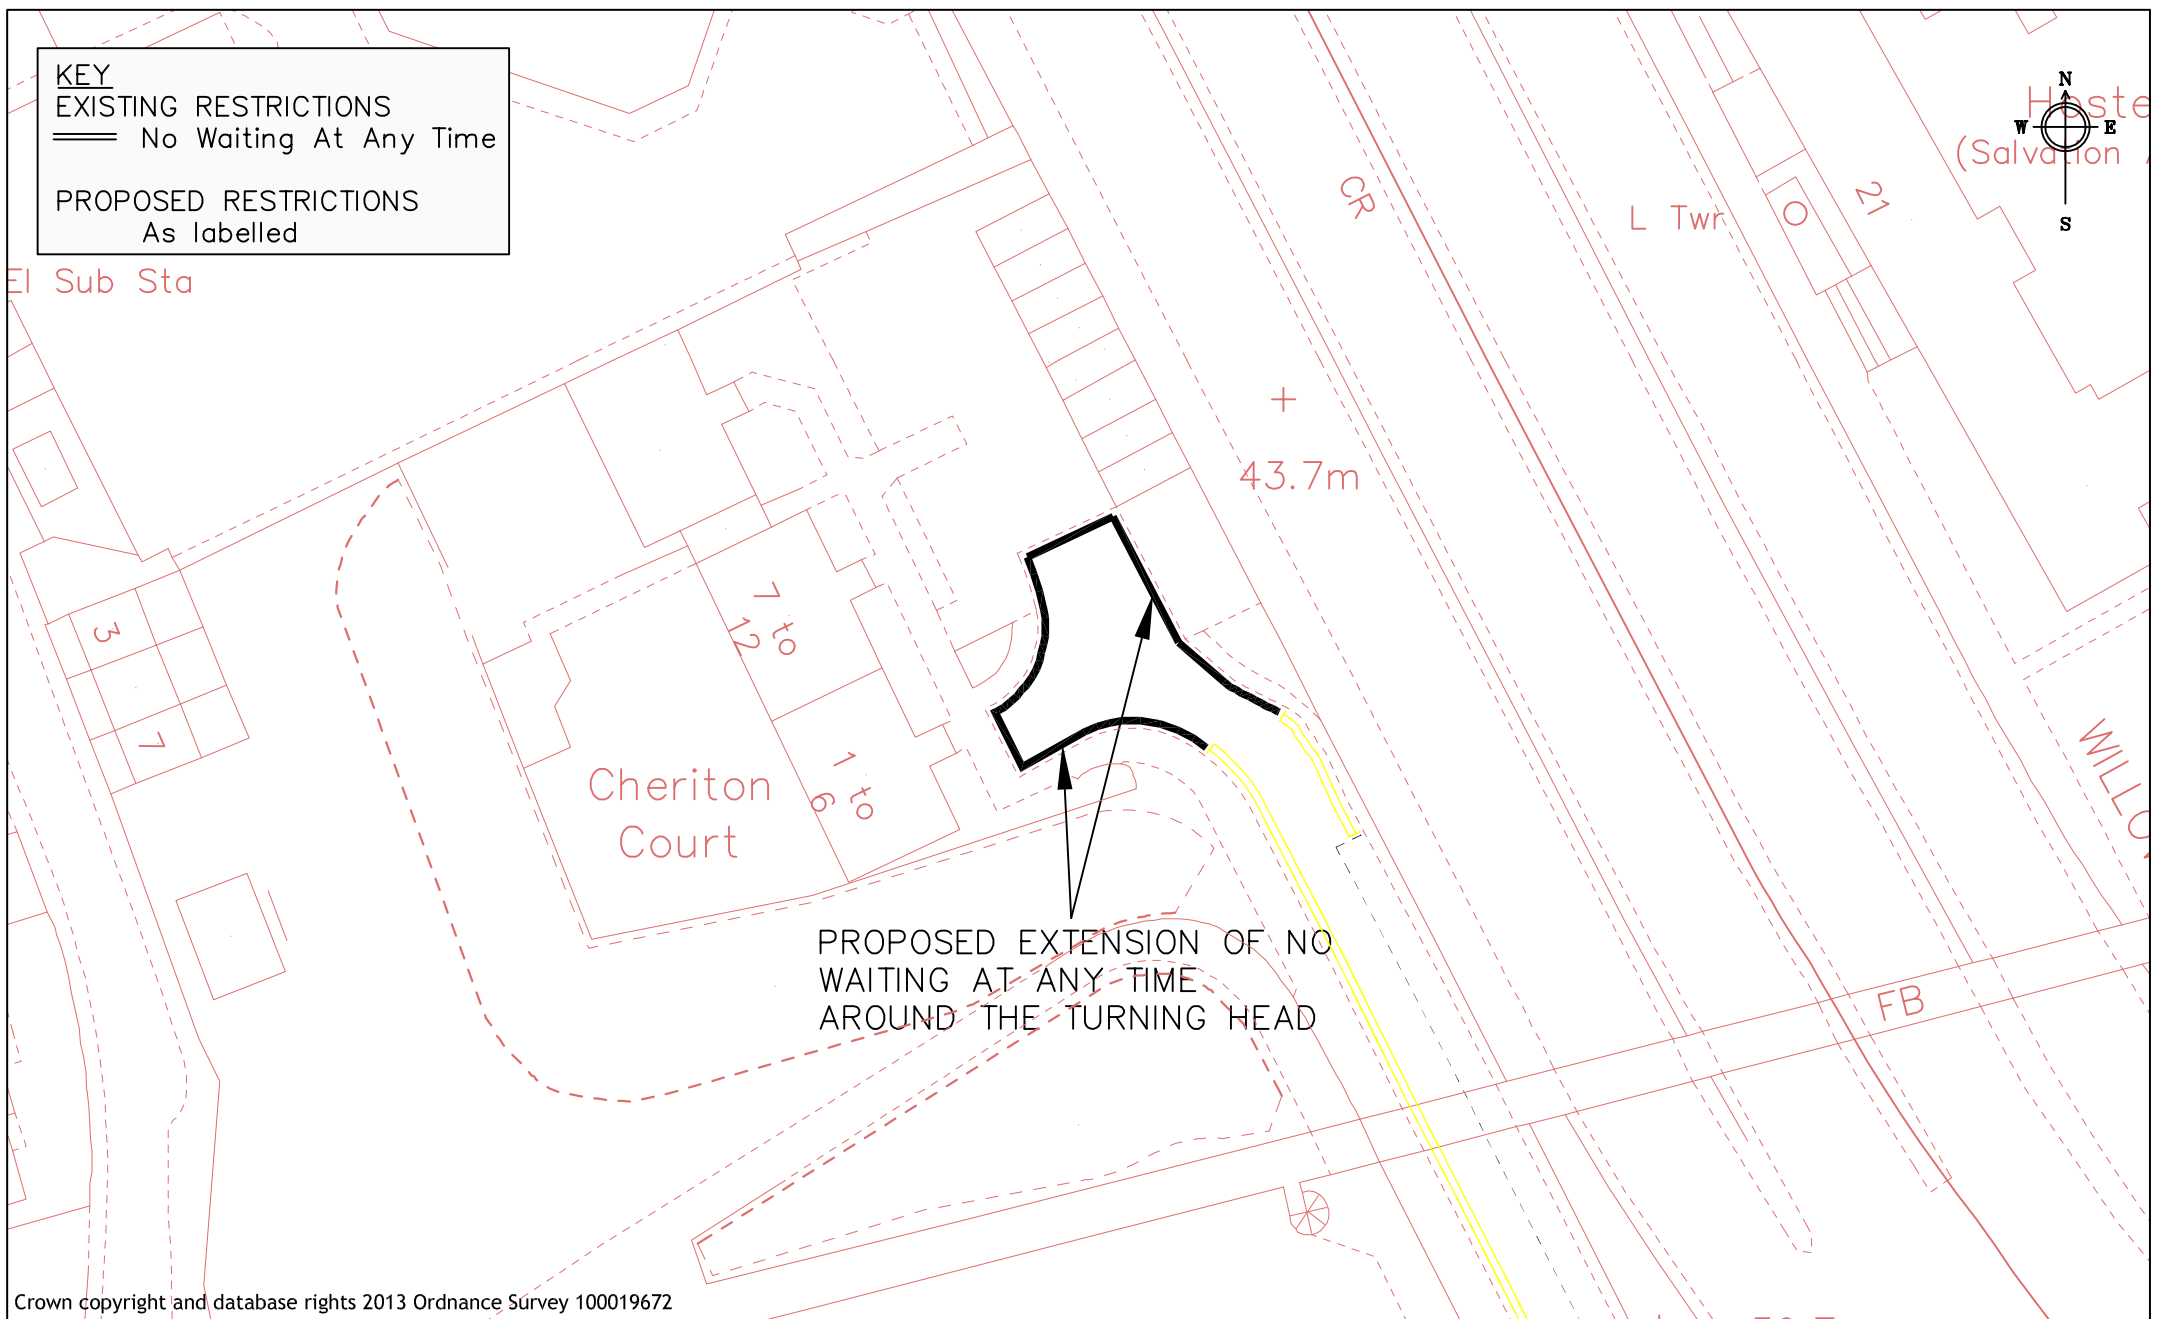 KEY
EXISTING RESTRICTIONS
No Waiting At Any Time
PROPOSED RESTRICTIONS
As labelled
N
W E
S
(Salvation
El Sub Sta
CR
L Twr
21
43.7m
3
7
7 to
12
1 to
6
Cheriton
Court
PROPOSED EXTENSION OF NO
WAITING AT ANY TIME
AROUND THE TURNING HEAD
FB
Crown copyright and database rights 2013 Ordnance Survey 100019672